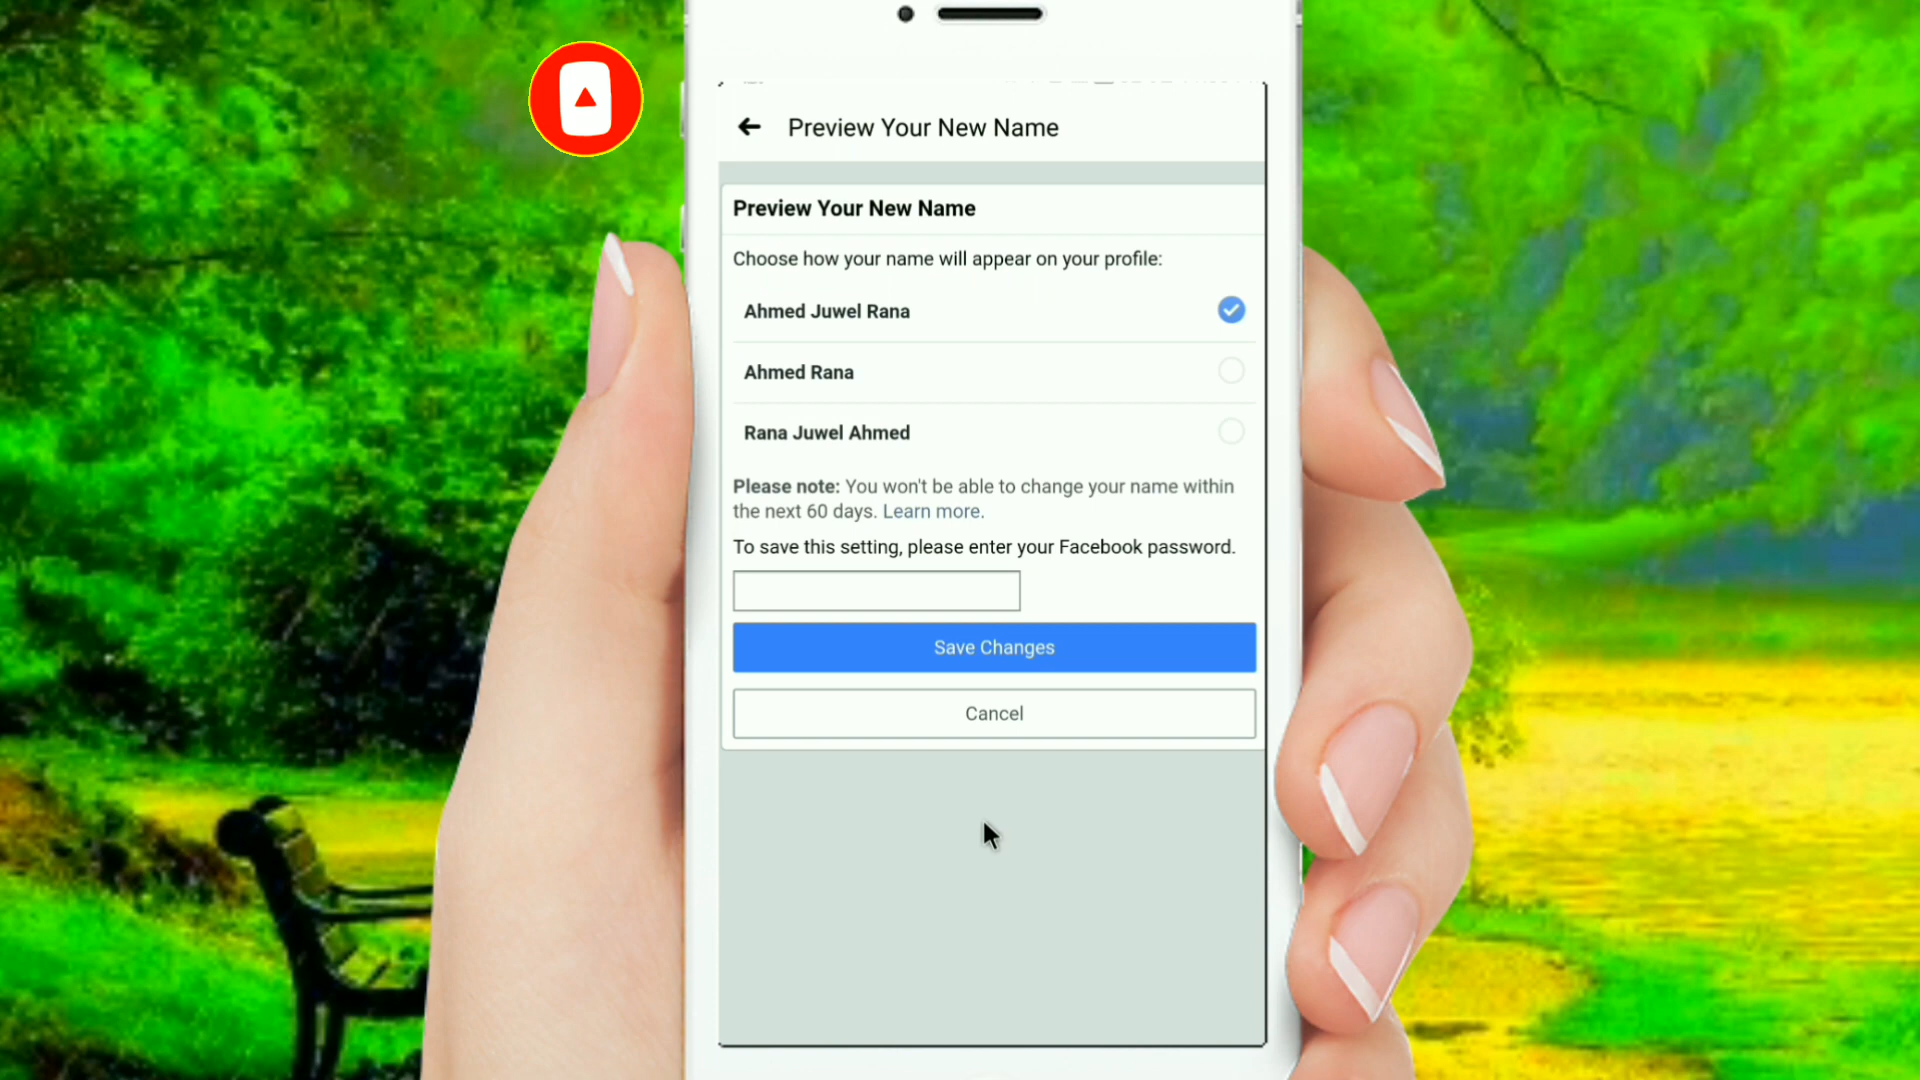 Preview Your New Name
Preview Your New Name
Choose how your name will appear on your profile:
Ahmed Juwel Rana
Ahmed Rana
Rana Juwel Ahmed
Please note: You won't be able to change your name within
the next 60 days. Learn more.
To save this setting, please enter your Facebook password.
Save Changes
Cancel